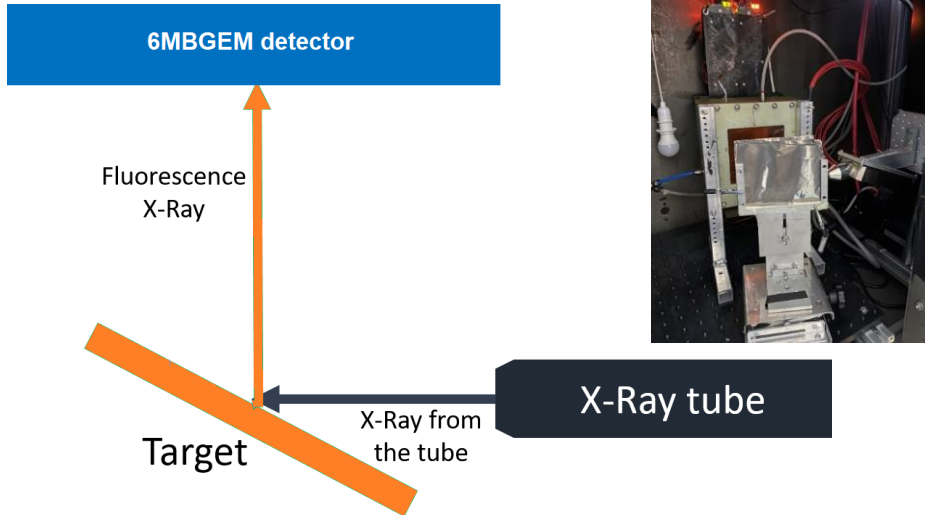 6MBGEM detector
Fluorescence
X-Ray
X-Ray tube
X-Ray from
the tube
Target